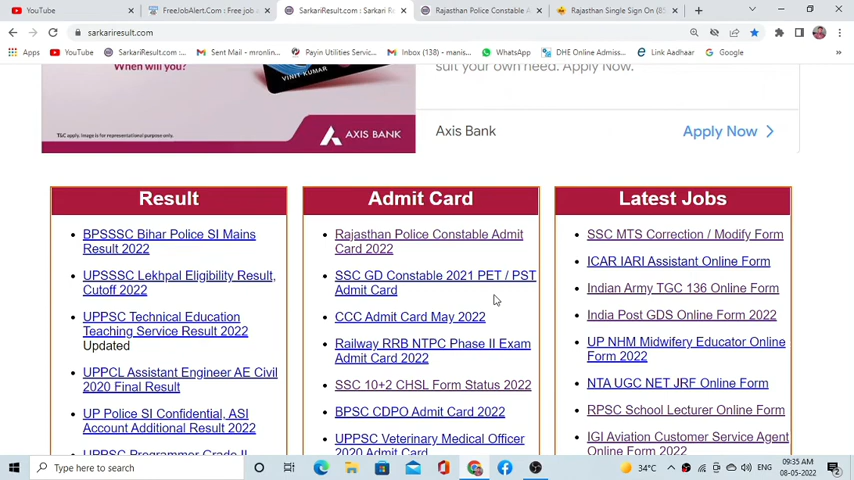 YouTube
FreeJobAlert.Com : Free job a
SarkariResult.com : Sarkari R
Rajasthan Police Constable A
Rajasthan Single Sign On (BS
sarkariresult.com
Apps
YouTube
SarkariResult.com :...
Sent Mail - mronlin...
Payin Utilities Servic...
Inbox (138) - manis...
WhatsApp
DHE Online Admiss...
Link Aadhaar
Google
When will you?
VINIT KUMAR
T&C apply. Image is for representational purpose only.
AXIS BANK
suit your own need. Apply Now.
Axis Bank
Apply Now
Result
BPSSSC Bihar Police SI Mains
Result 2022
UPSSSC Lekhpal Eligibility Result,
Cutoff 2022
UPPSC Technical Education
Teaching Service Result 2022
Updated
UPPCL Assistant Engineer AE Civil
2020 Final Result
UP Police SI Confidential, ASI
Account Additional Result 2022
UPPSC Programmer Grade II
Admit Card
Rajasthan Police Constable Admit
Card 2022
SSC GD Constable 2021 PET / PST
Admit Card
CCC Admit Card May 2022
Railway RRB NTPC Phase II Exam
Admit Card 2022
SSC 10+2 CHSL Form Status 2022
BPSC CDPO Admit Card 2022
UPPSC Veterinary Medical Officer
2020 Admit Card
Latest Jobs
SSC MTS Correction / Modify Form
ICAR IARI Assistant Online Form
Indian Army TGC 136 Online Form
India Post GDS Online Form 2022
UP NHM Midwifery Educator Online
Form 2022
NTA UGC NET JRF Online Form
RPSC School Lecturer Online Form
IGI Aviation Customer Service Agent
Online Form 2022
Type here to search
34°C
ENG
09:35 AM
08-05-2022
2